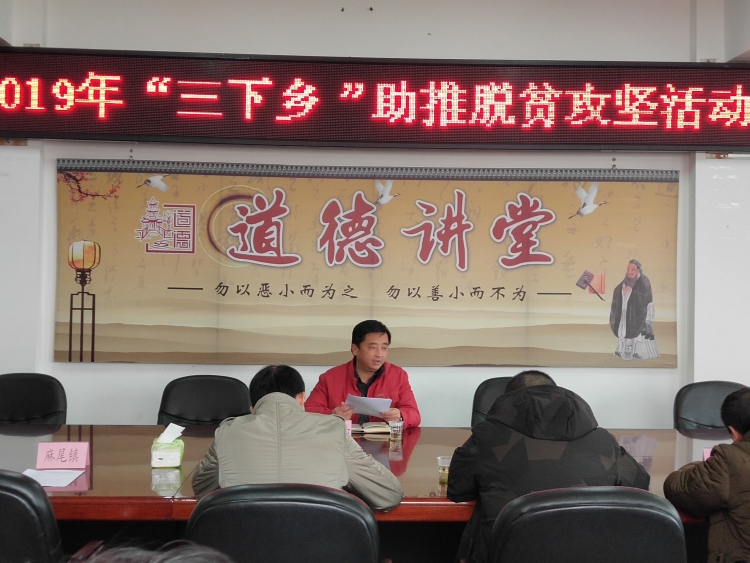 2019年“三下乡”助推脱贫攻坚活动
道德讲堂
勿以恶小而为之 勿以善小而不为
麻尾镇